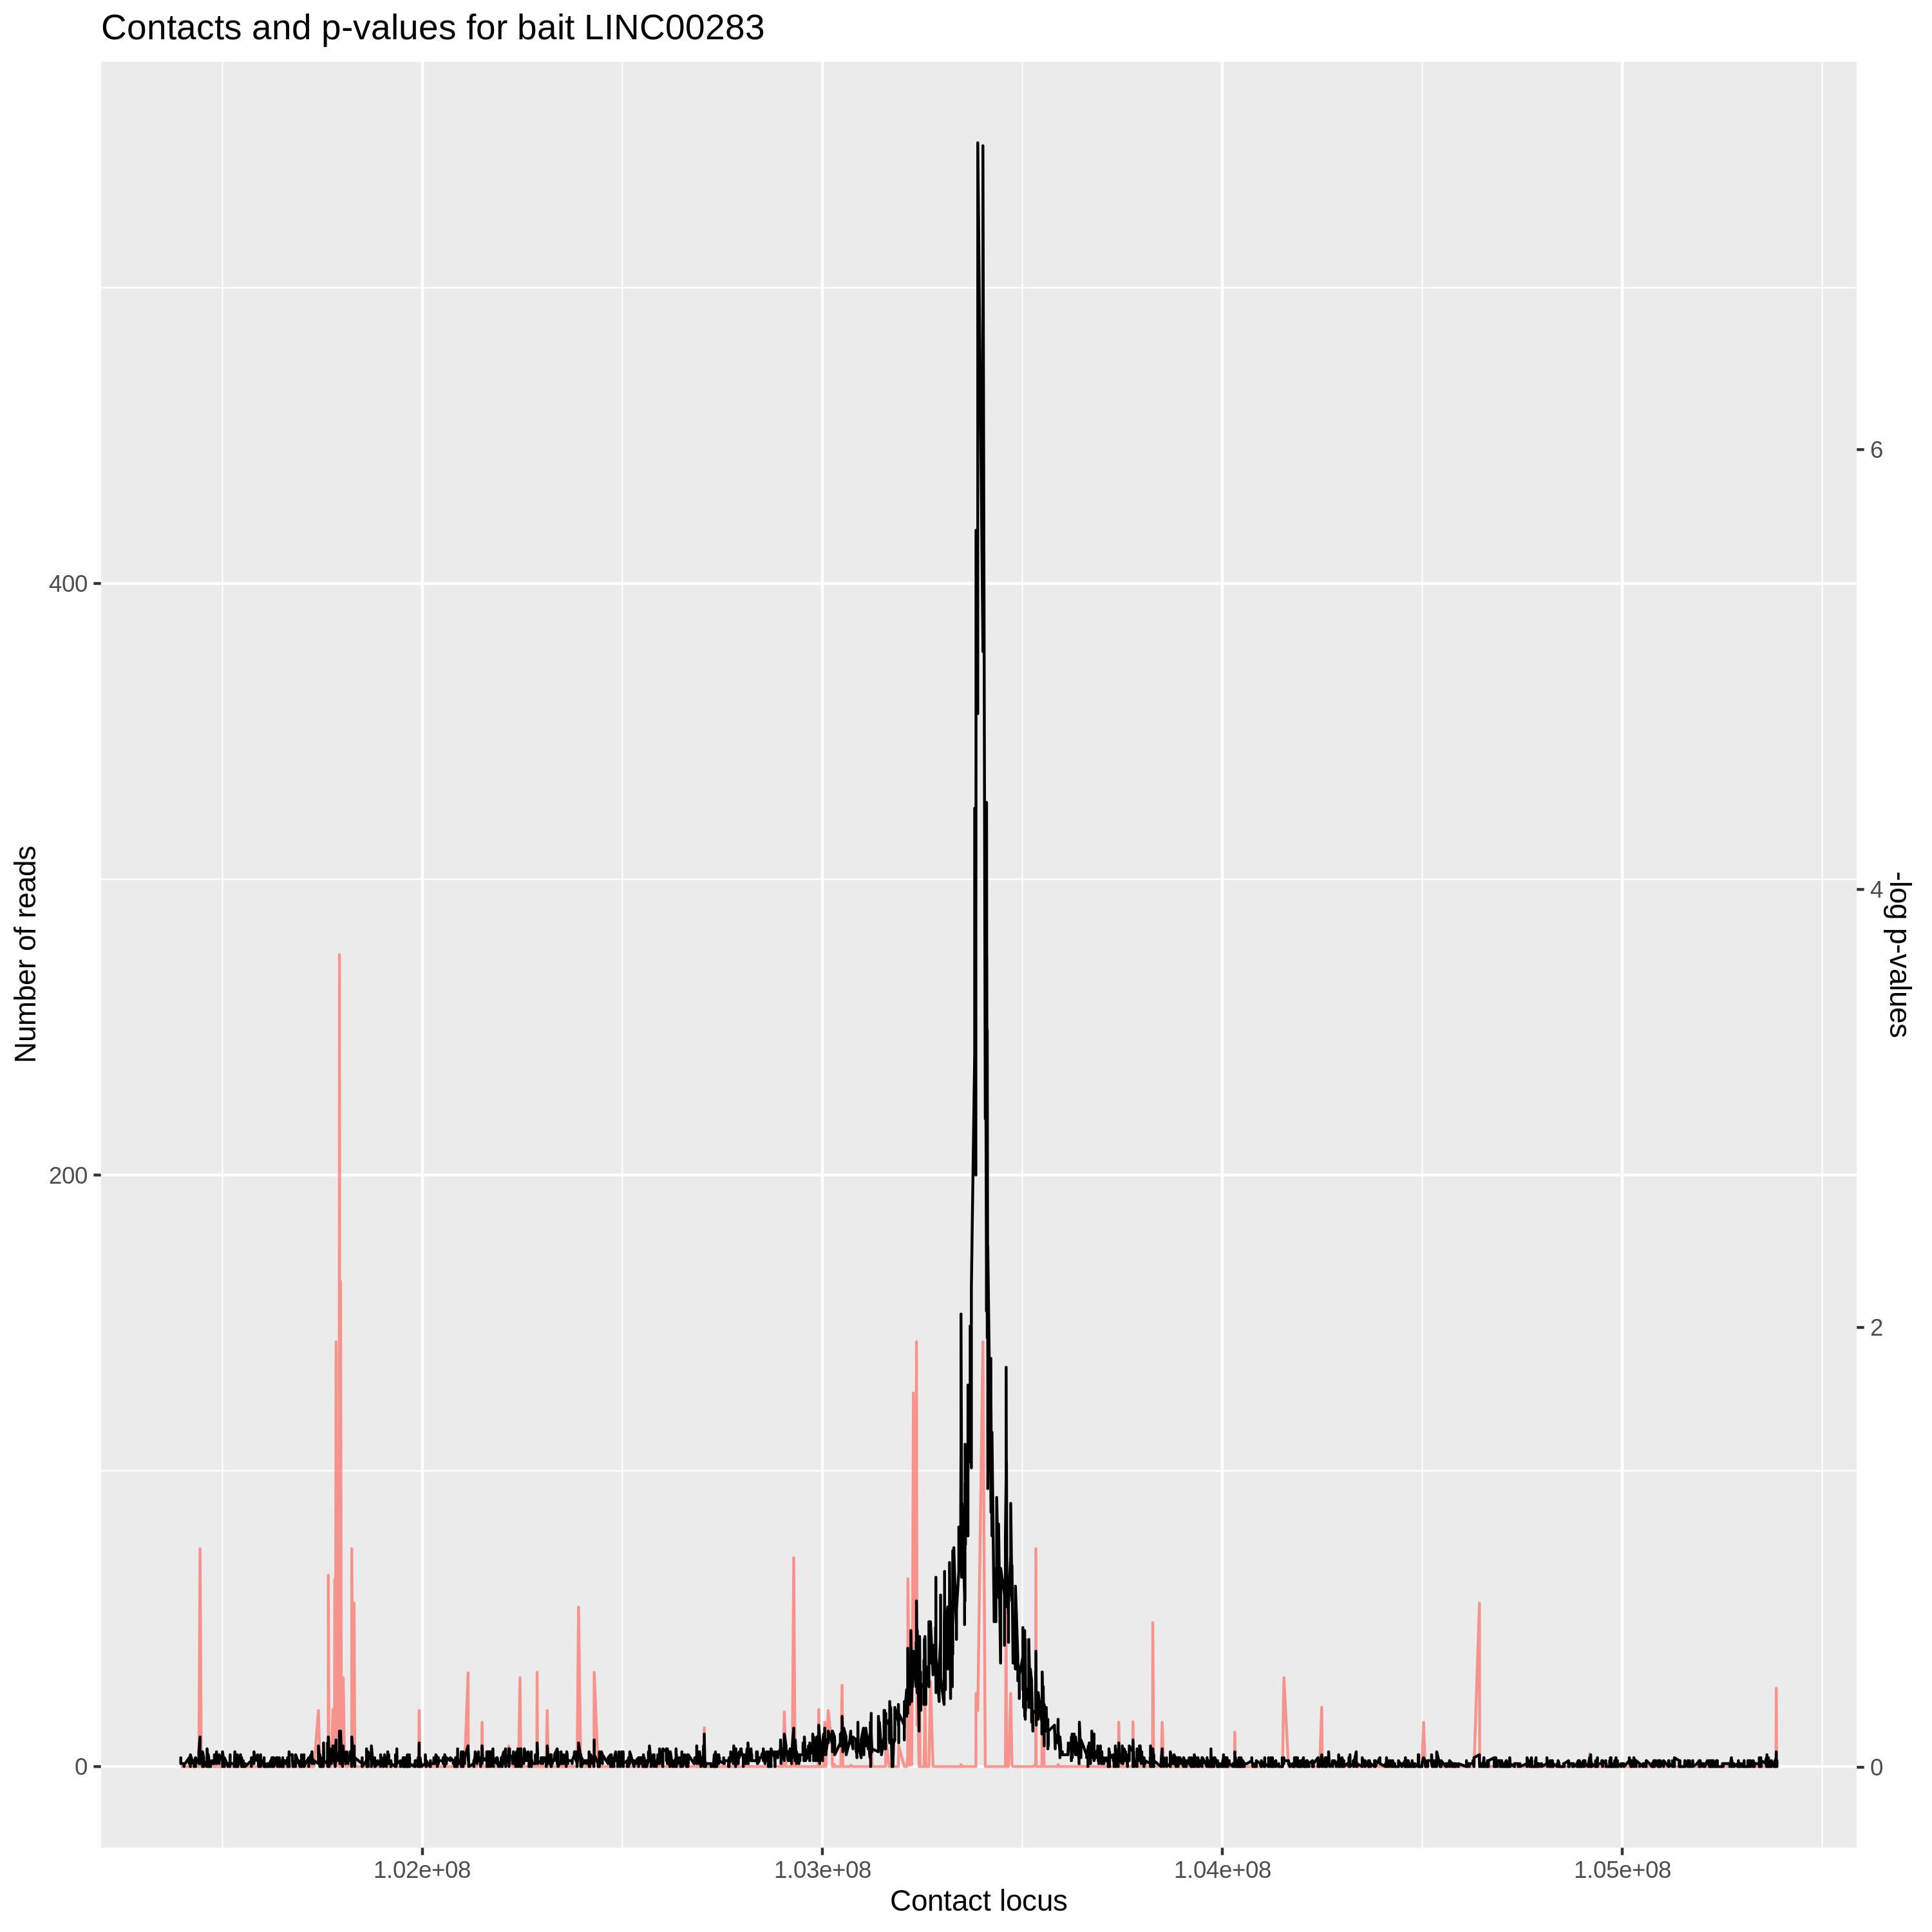 Contacts and p-values for bait LINC00283
Number of reads
400
200
0
6
4
2
0
-log p-values
1.02e+08
1.03e+08
1.04e+08
1.05e+08
Contact locus